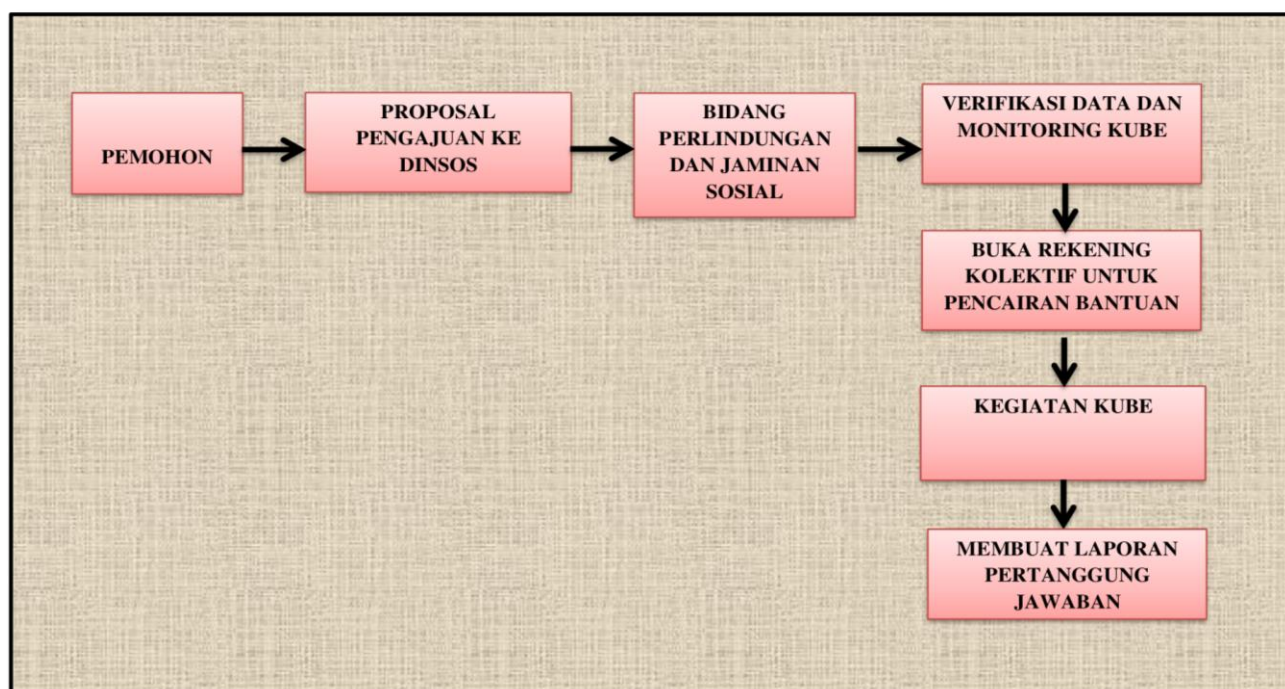 PEMOHON
PROPOSAL
PENGAJUAN KE
DINSOS
BIDANG
PERLINDUNGAN
DAN JAMINAN
SOSIAL
VERIFIKASI DATA DAN
MONITORING KUBE
BUKA REKENING
KOLEKTIF UNTUK
PENCAIRAN BANTUAN
KEGIATAN KUBE
MEMBUAT LAPORAN
PERTANGGUNG
JAWABAN